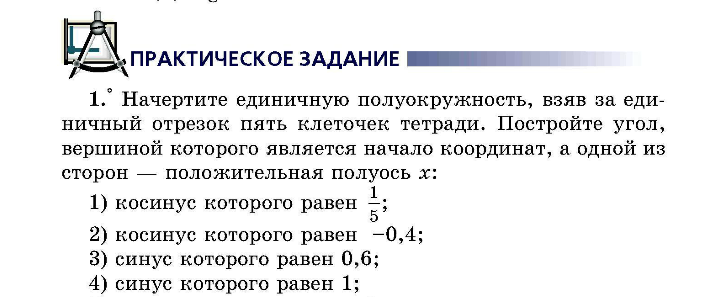 ПРАКТИЧЕСКОЕ ЗАДАНИЕ
1.° Начертите единичную полуокружность, взяв за еди-
ничный отрезок пять клеточек тетради. Постройте угол,
вершиной которого является начало координат, а одной из
сторон — положительная полуось x:
1) косинус которого равен 1/5;
2) косинус которого равен −0,4;
3) синус которого равен 0,6;
4) синус которого равен 1;